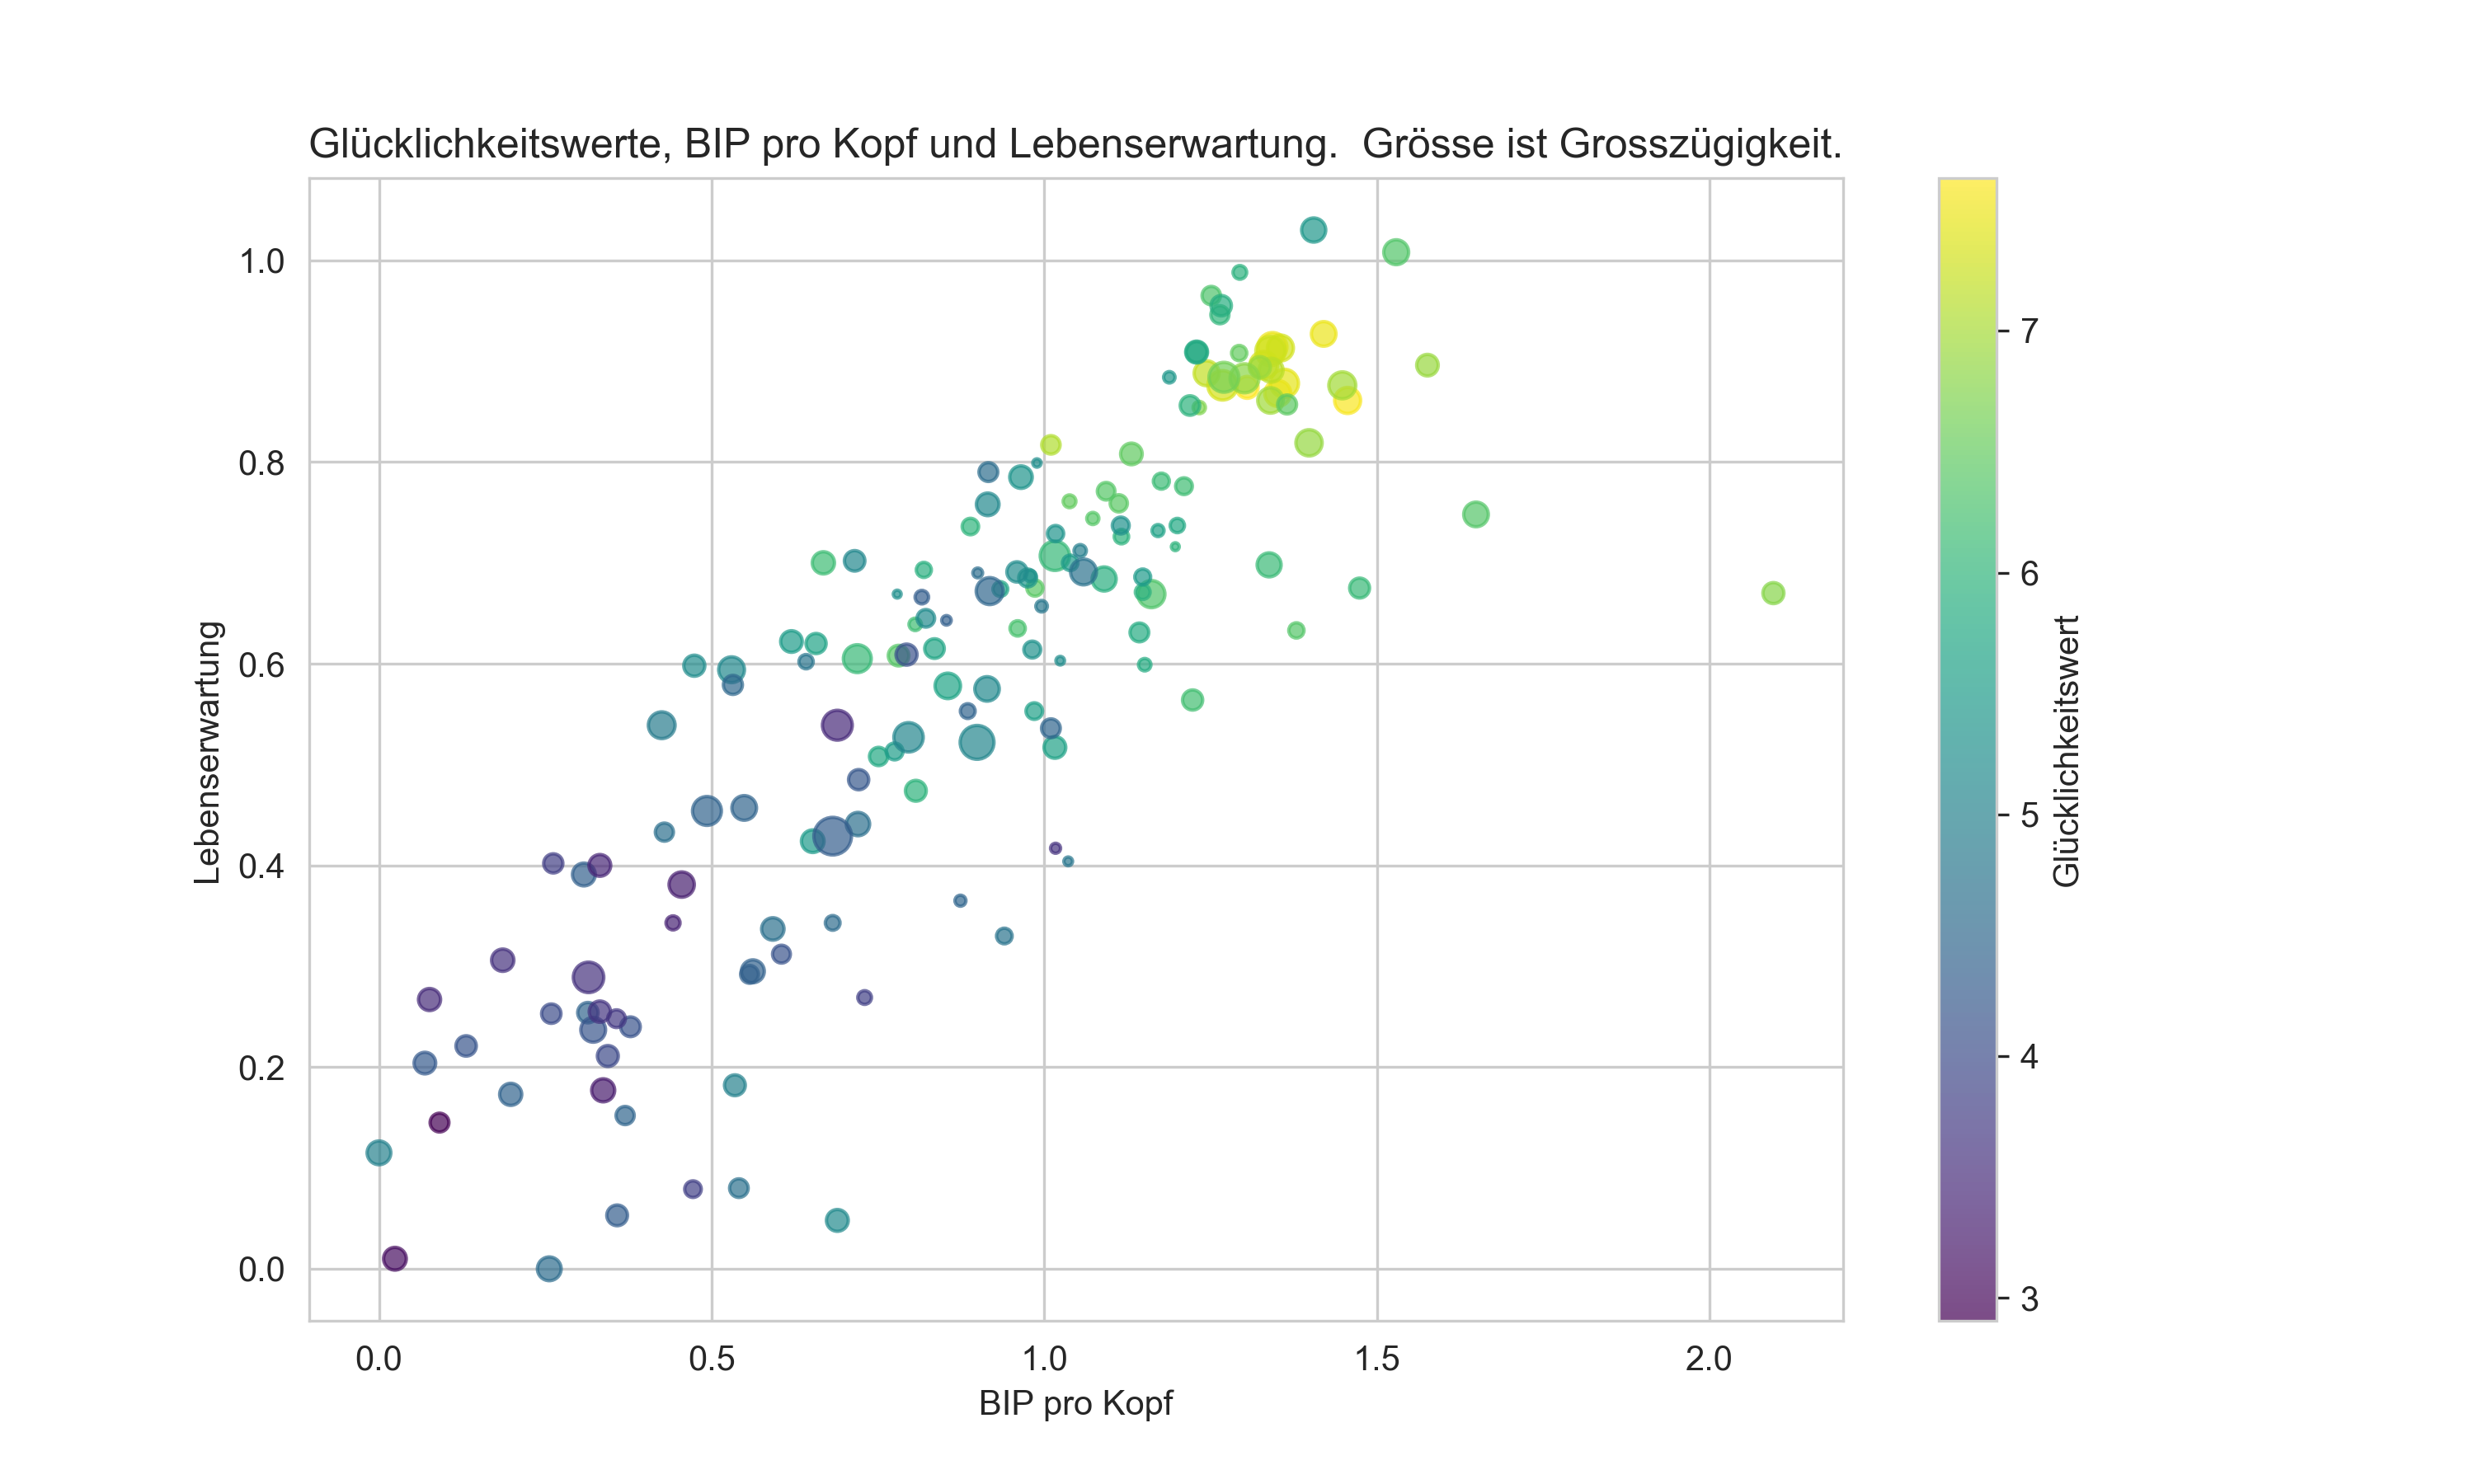 Glücklichkeitswerte, BIP pro Kopf und Lebenserwartung.  Grösse ist Grosszügigkeit.
1.0
0.8
0.6
0.4
0.2
0.0
Lebenserwartung
0.0 0.5 1.0 1.5 2.0
BIP pro Kopf
7
6
5
4
3
Glücklichkeitswert